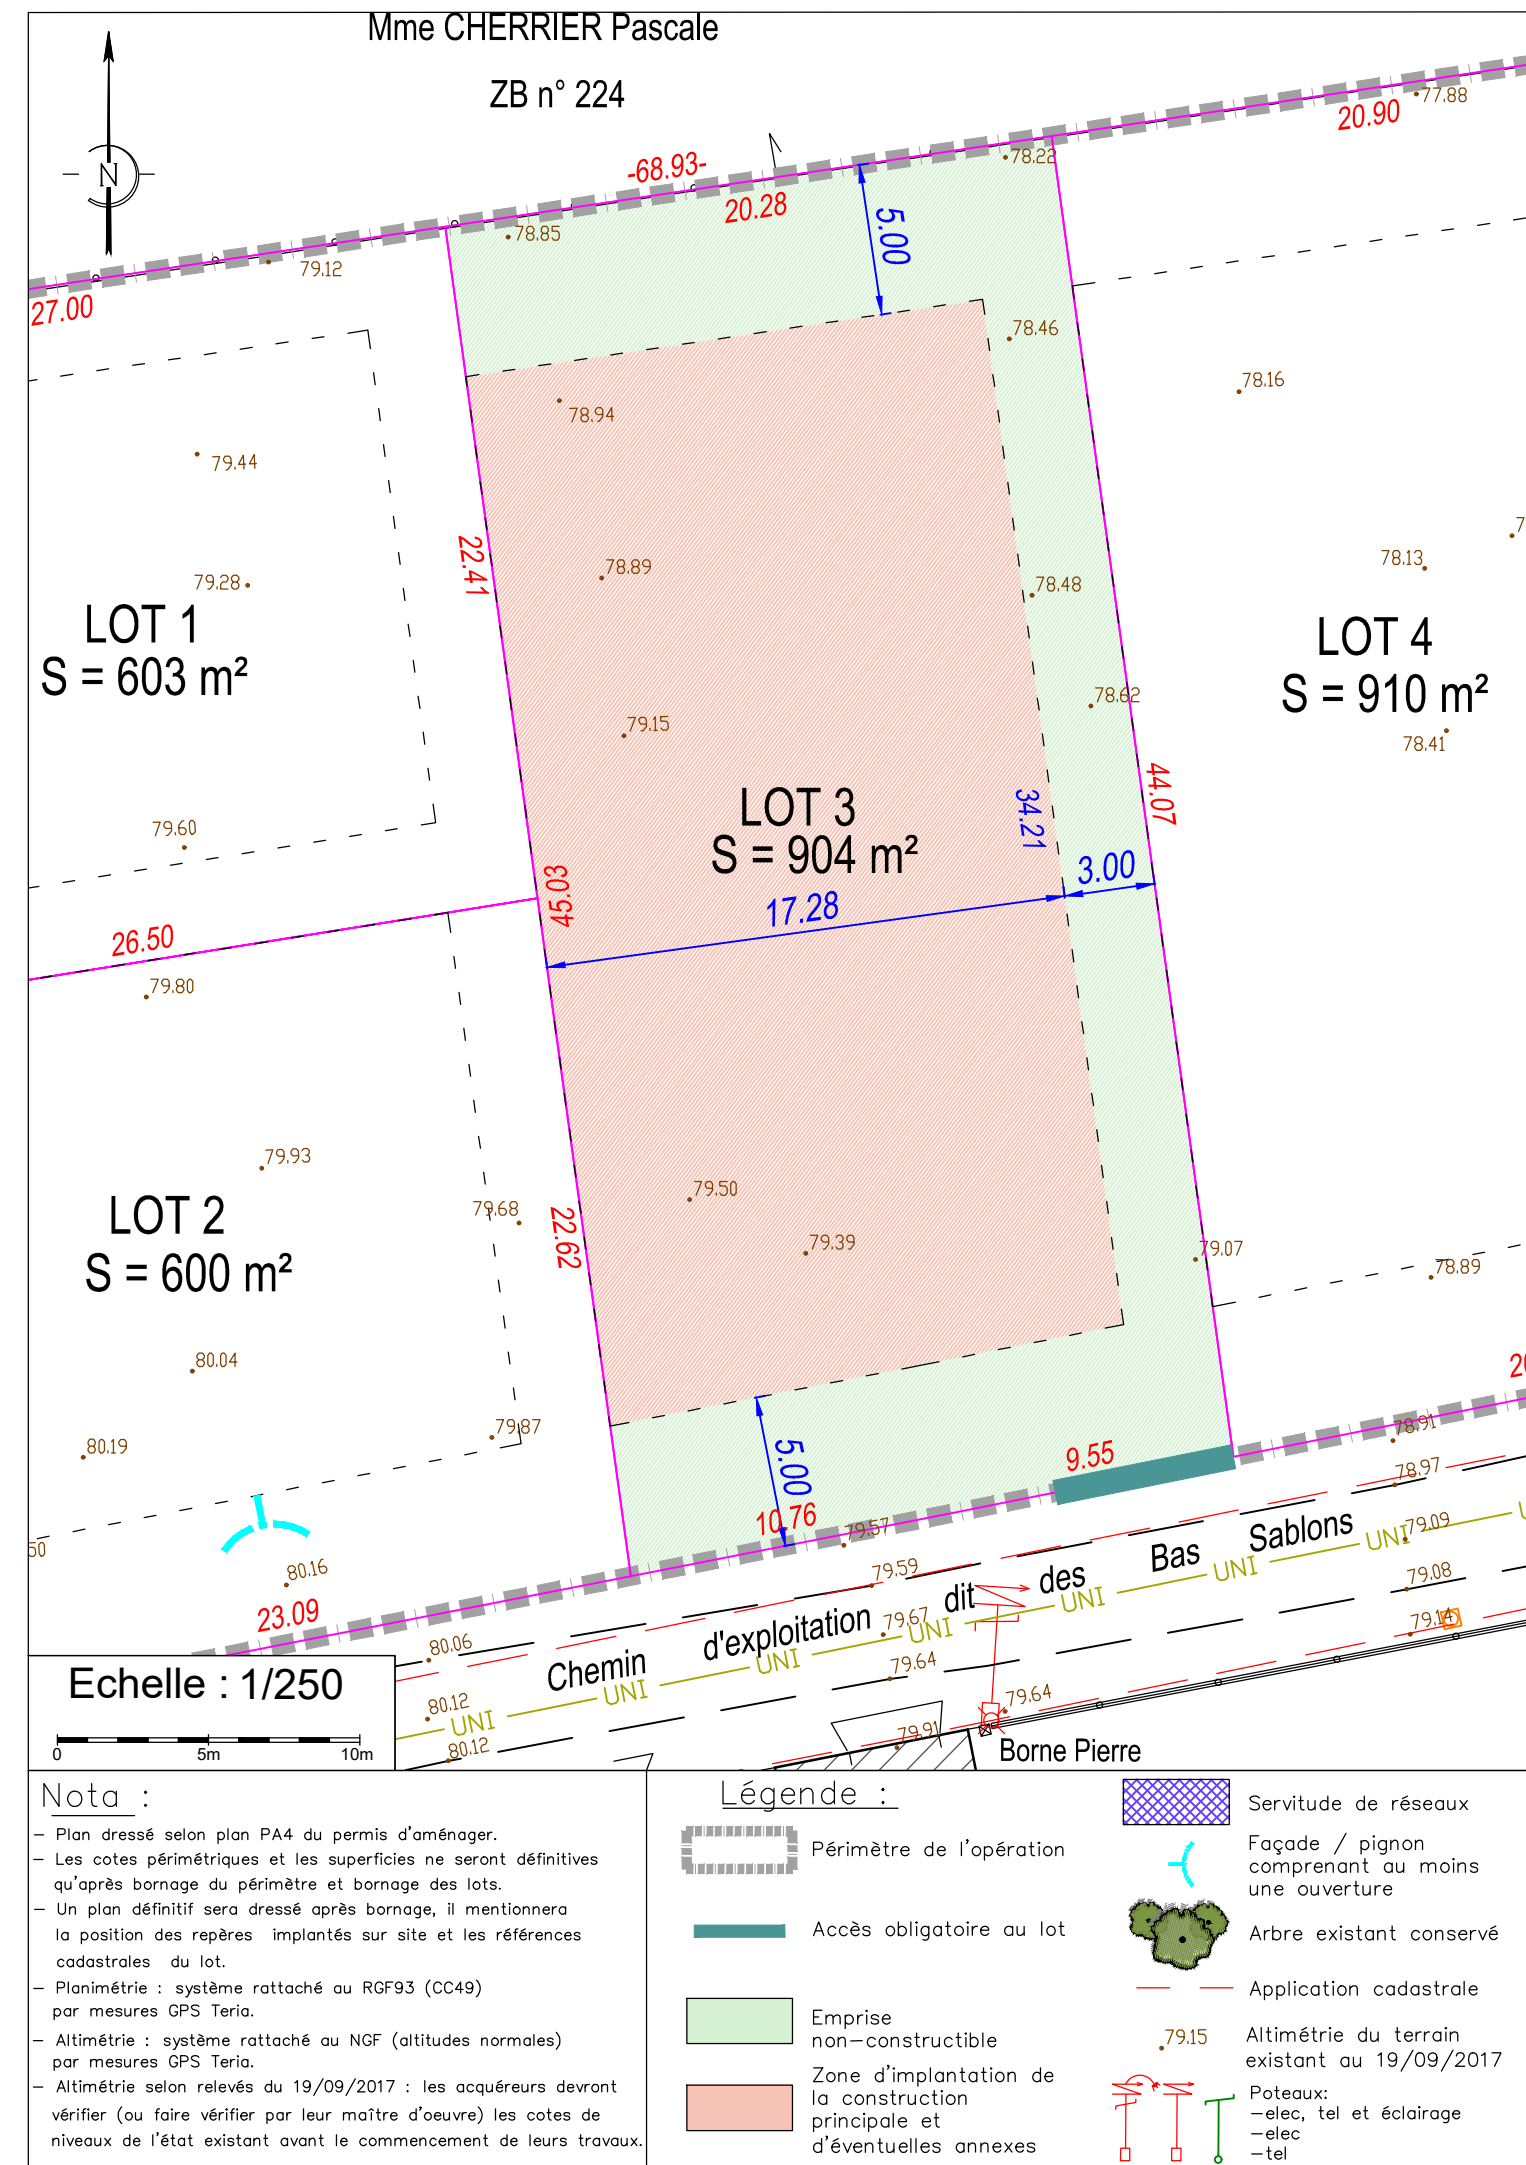 Mme CHERRIER Pascale
ZB n° 224
N
77.88
20.90
78.22
-68.93-
20.28
5.00
78.85
79.12
27.00
78.46
78.16
78.94
79.44
22.41
78.89
79.28
78.48
78.13
LOT 1
S = 603 m²
LOT 4
S = 910 m²
78.62
79.15
78.41
44.07
34.21
LOT 3
S = 904 m²
79.60
3.00
45.03
17.28
26.50
79.80
79.93
79.50
79.68
LOT 2
S = 600 m²
22.62
79.39
79.07
78.89
80.04
79.87
80.19
5.00
9.55
78.91
78.97
10.76
79.57
79.09
50
80.16
79.59
79.08
23.09
79.67
79.14
Chemin d'exploitation dit des Bas Sablons
UNI UNI UNI UNI UNI UNI UNI
80.06
79.64
79.64
80.12
79.91
80.12
Borne Pierre
Echelle : 1/250
0 5m 10m
Nota :
- Plan dressé selon plan PA4 du permis d'aménager.
- Les cotes périmétriques et les superficies ne seront définitives
qu'après bornage du périmètre et bornage des lots.
- Un plan définitif sera dressé après bornage, il mentionnera
la position des repères implantés sur site et les références
cadastrales du lot.
- Planimétrie : système rattaché au RGF93 (CC49)
par mesures GPS Teria.
- Altimétrie : système rattaché au NGF (altitudes normales)
par mesures GPS Teria.
- Altimétrie selon relevés du 19/09/2017 : les acquéreurs devront
vérifier (ou faire vérifier par leur maître d'oeuvre) les cotes de
niveaux de l'état existant avant le commencement de leurs travaux.
Légende :
Périmètre de l'opération
Accès obligatoire au lot
Emprise
non-constructible
Zone d'implantation de
la construction
principale et
d'éventuelles annexes
Servitude de réseaux
Façade / pignon
comprenant au moins
une ouverture
Arbre existant conservé
Application cadastrale
79.15
Altimétrie du terrain
existant au 19/09/2017
Poteaux:
-elec, tel et éclairage
-elec
-tel